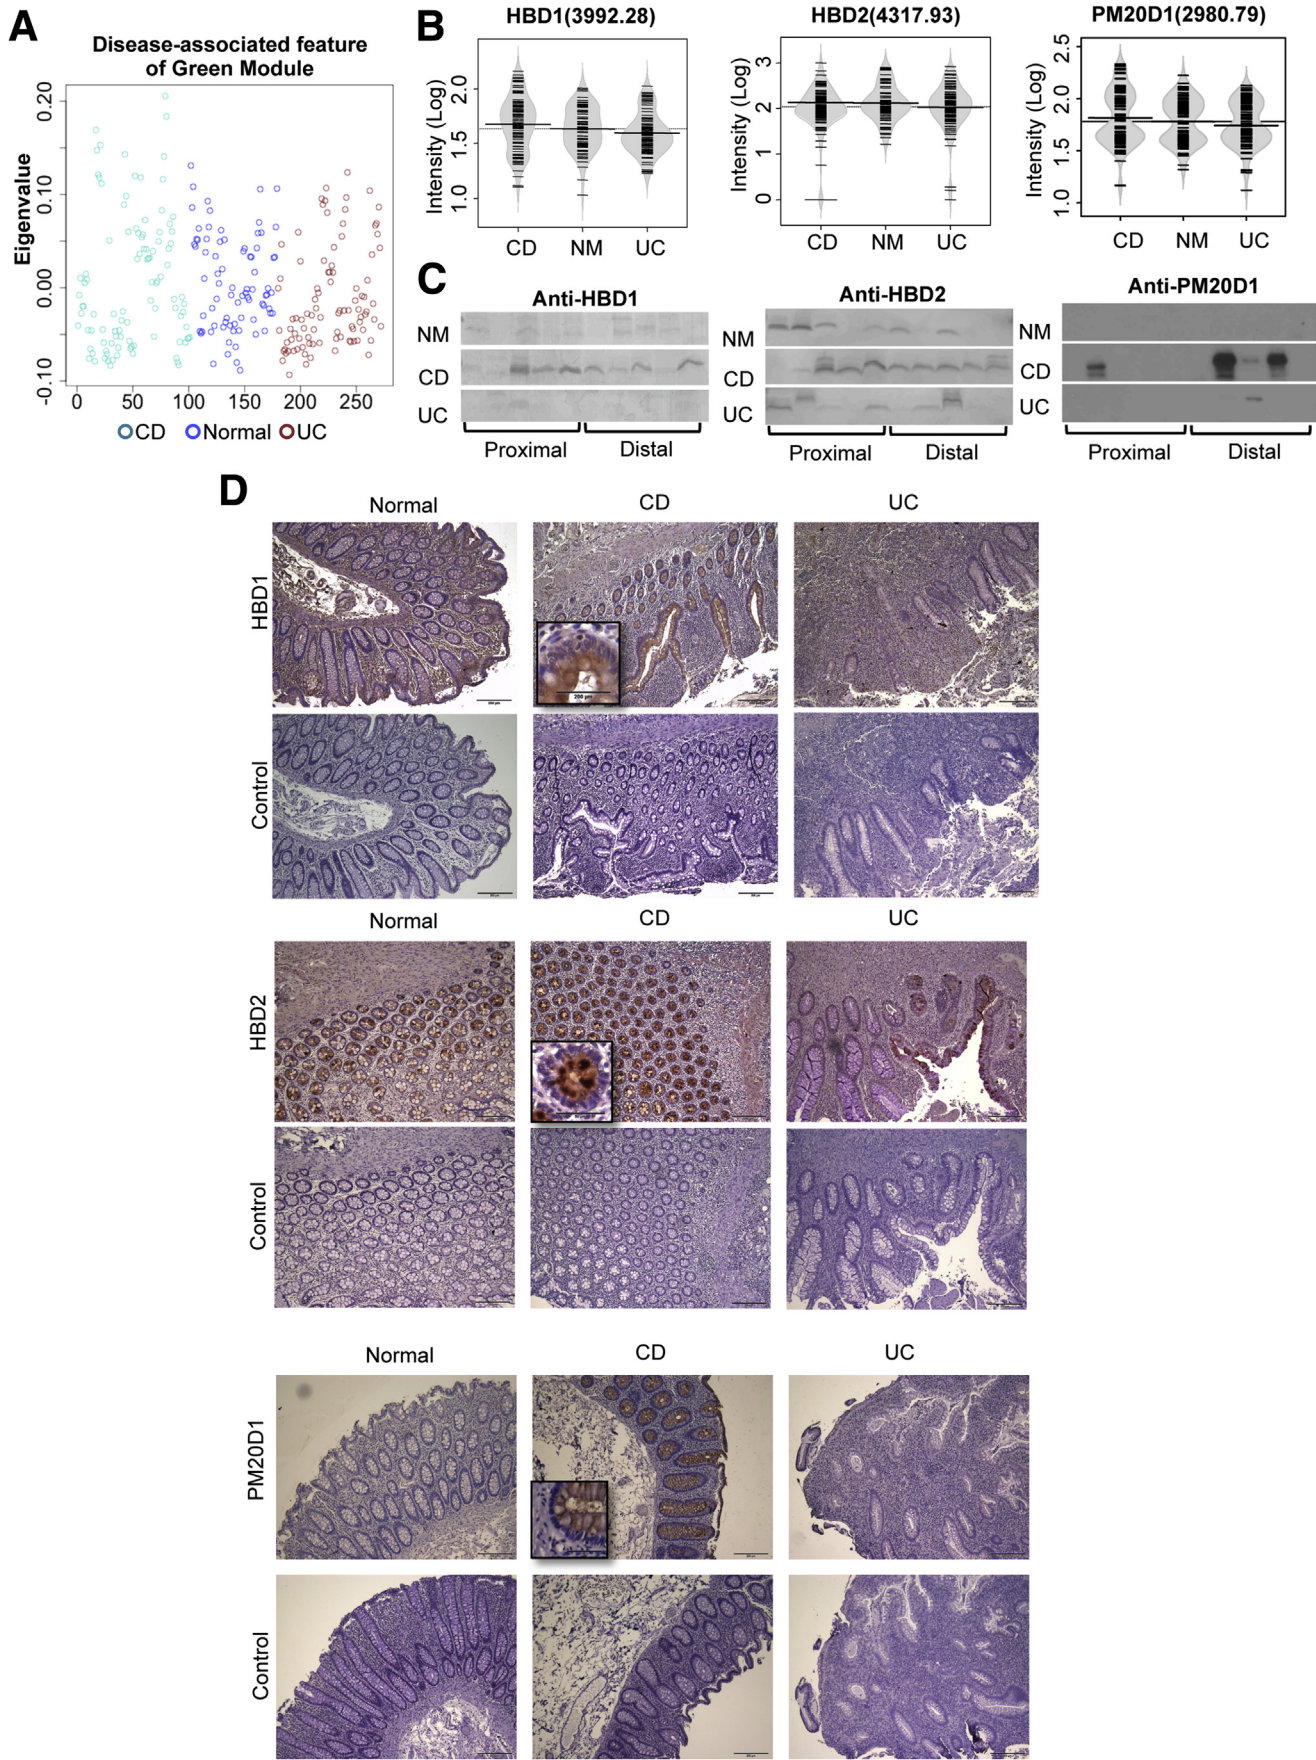 A
Disease-associated feature
of Green Module
Eigenvalue
0.20
0.10
0.00
-0.10
0 50 100 150 200 250
CD Normal UC
B
HBD1(3992.28)
Intensity (Log)
2.0
1.5
1.0
CD NM UC
HBD2(4317.93)
Intensity (Log)
3
2
1
0
CD NM UC
PM20D1(2980.79)
Intensity (Log)
2.5
2.0
1.5
1.0
CD NM UC
C
Anti-HBD1
NM
CD
UC
Proximal Distal
Anti-HBD2
NM
CD
UC
Proximal Distal
Anti-PM20D1
NM
CD
UC
Proximal Distal
D
Normal CD UC
HBD1
200 µm
Control
Normal CD UC
HBD2
Control
Normal CD UC
PM20D1
Control